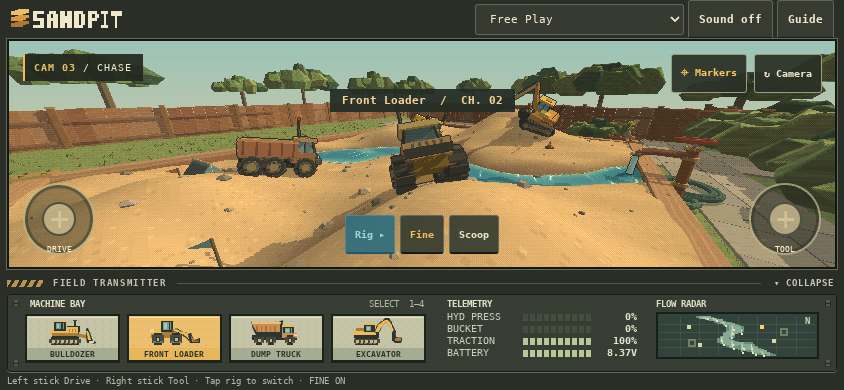 SANDPIT
Free Play
Sound off
Guide
CAM 03 / CHASE
Markers
↻ Camera
Front Loader / CH. 02
DRIVE
Rig ▸
Fine
Scoop
TOOL
FIELD TRANSMITTER
▾ COLLAPSE
MACHINE BAY
SELECT 1–4
BULLDOZER
FRONT LOADER
DUMP TRUCK
EXCAVATOR
TELEMETRY
HYD PRESS 0%
BUCKET 0%
TRACTION 100%
BATTERY 8.37V
FLOW RADAR
N
Left stick Drive · Right stick Tool · Tap rig to switch · FINE ON